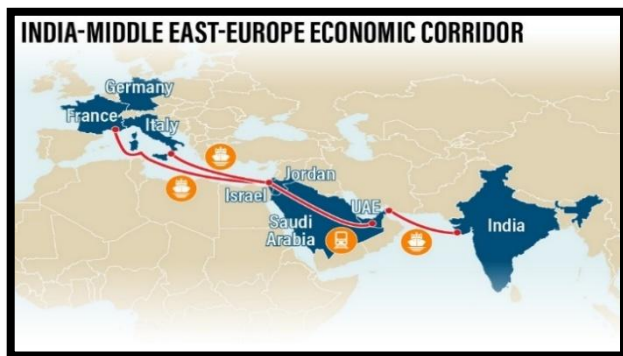 INDIA-MIDDLE EAST-EUROPE ECONOMIC CORRIDOR
Germany
France
Italy
Jordan
Israel
UAE
Saudi
Arabia
India